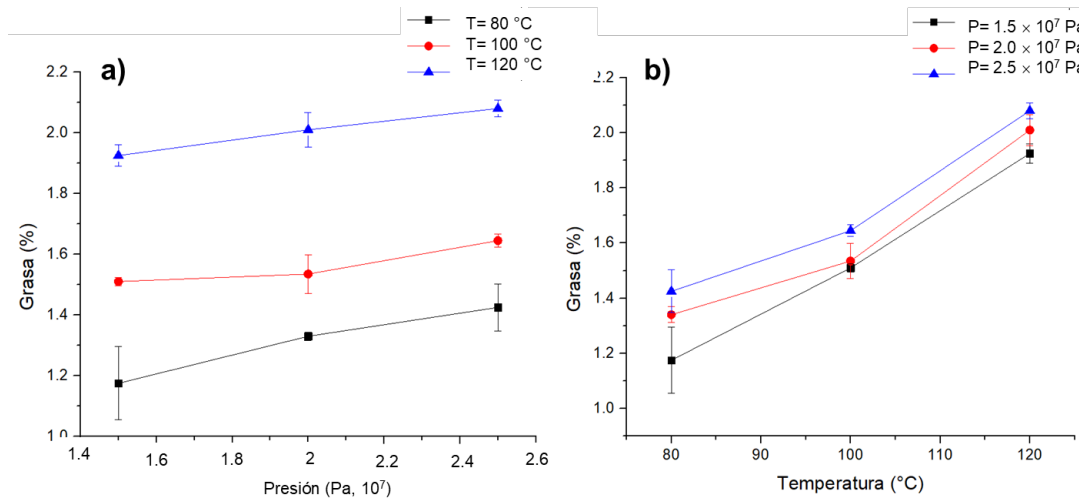 T= 80 °C
T= 100 °C
T= 120 °C
a)
2.2
2.0
1.8
1.6
1.4
1.2
1.0
Grasa (%)
1.4 1.6 1.8 2 2.2 2.4 2.6
Presión (Pa, 10⁷)
P= 1.5 × 10⁷ Pa
P= 2.0 × 10⁷ Pa
P= 2.5 × 10⁷ Pa
b)
2.2
2.0
1.8
1.6
1.4
1.2
1.0
Grasa (%)
80 90 100 110 120
Temperatura (°C)